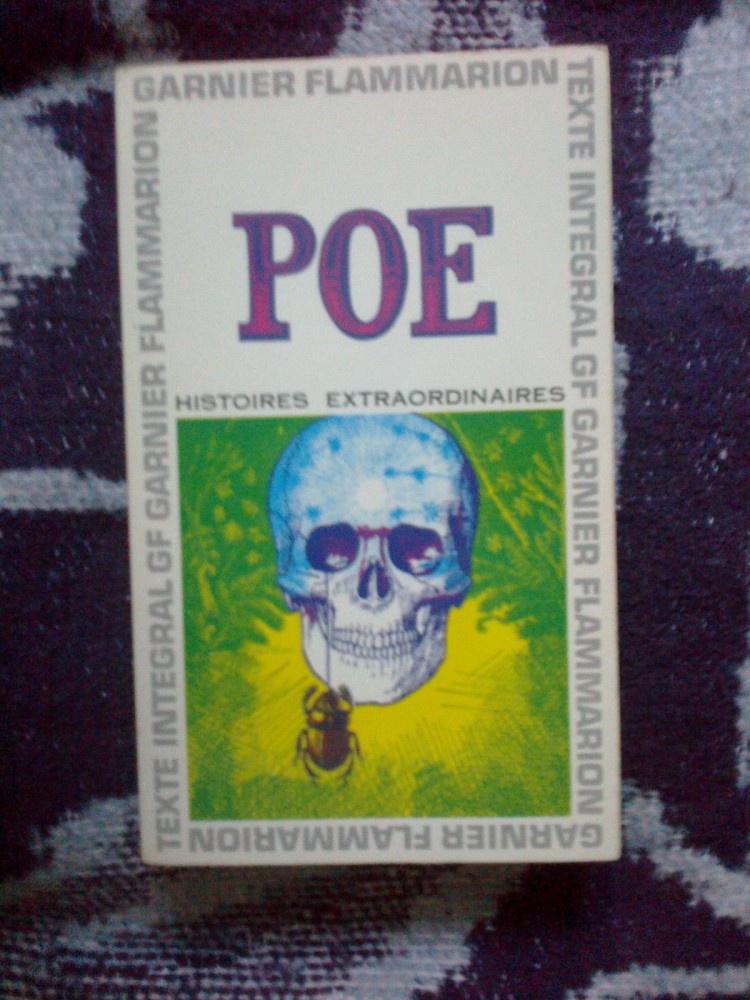 GARNIER FLAMMARION
TEXTE INTEGRAL GF GARNIER FLAMMARION
POE
HISTOIRES EXTRAORDINAIRES
TEXTE INTEGRAL GF GARNIER FLAMMARION
GARNIER FLAMMARION